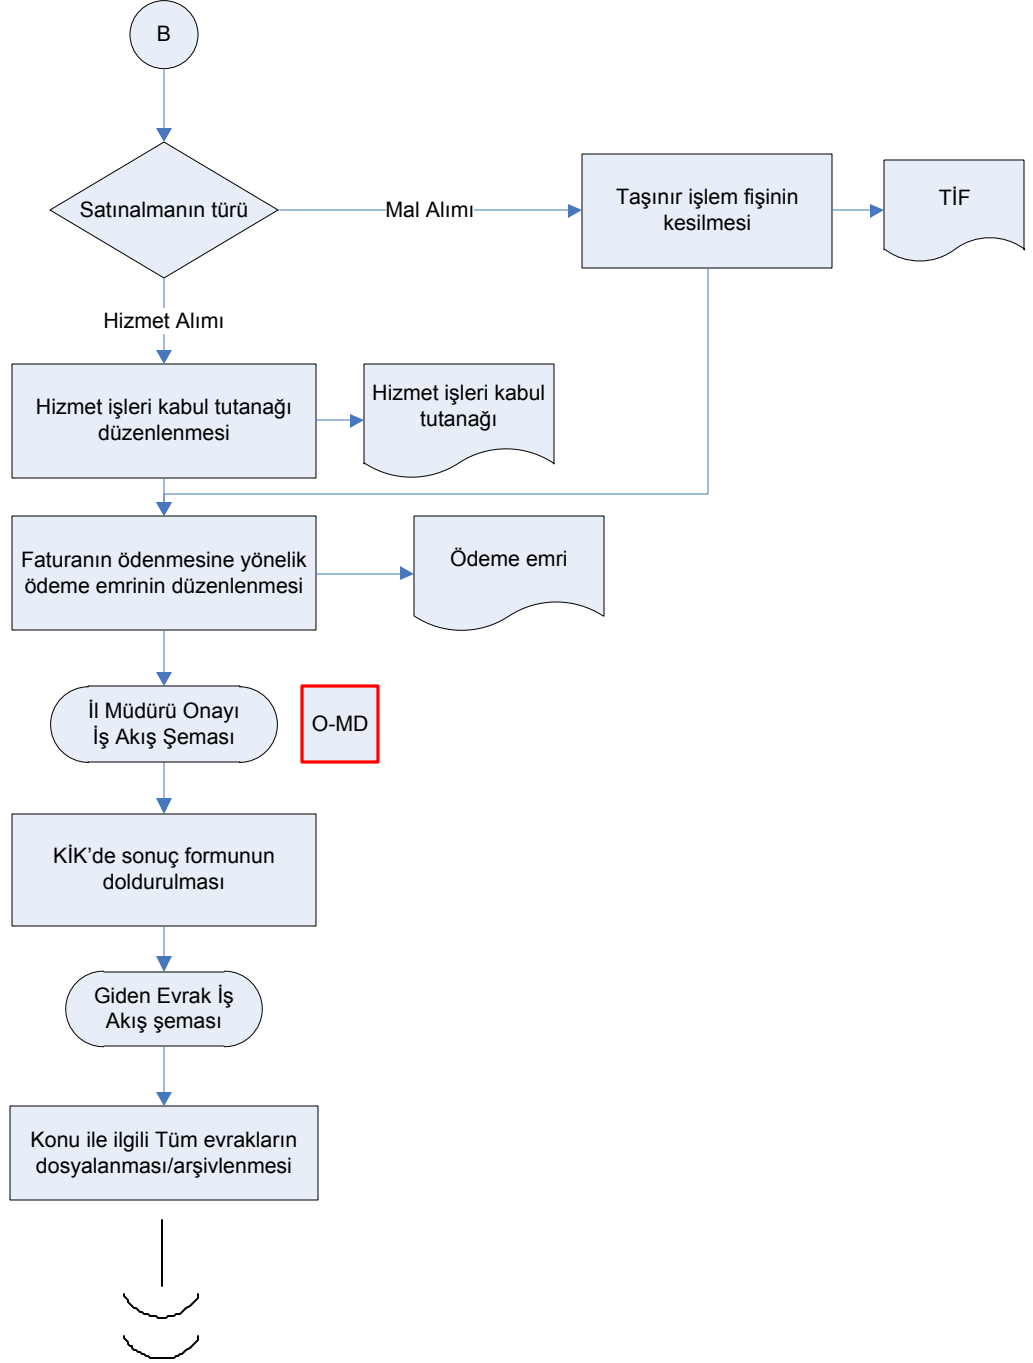 B
Satınalmanın türü
Mal Alımı
Taşınır işlem fişinin
kesilmesi
TİF
Hizmet Alımı
Hizmet işleri kabul tutanağı
düzenlenmesi
Hizmet işleri kabul
tutanağı
Faturanın ödenmesine yönelik
ödeme emrinin düzenlenmesi
Ödeme emri
İl Müdürü Onayı
İş Akış Şeması
O-MD
KİK’de sonuç formunun
doldurulması
Giden Evrak İş
Akış şeması
Konu ile ilgili Tüm evrakların
dosyalanması/arşivlenmesi